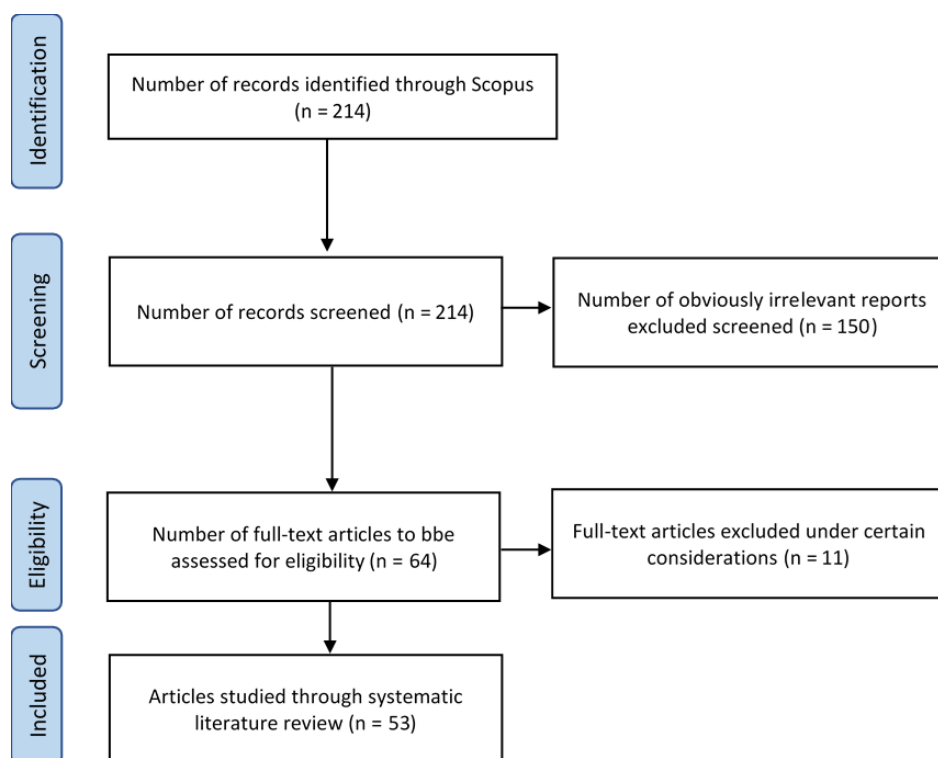 Identification
Number of records identified through Scopus
(n = 214)
Screening
Number of records screened (n = 214)
Number of obviously irrelevant reports
excluded screened (n = 150)
Eligibility
Number of full-text articles to bbe
assessed for eligibility (n = 64)
Full-text articles excluded under certain
considerations (n = 11)
Included
Articles studied through systematic
literature review (n = 53)